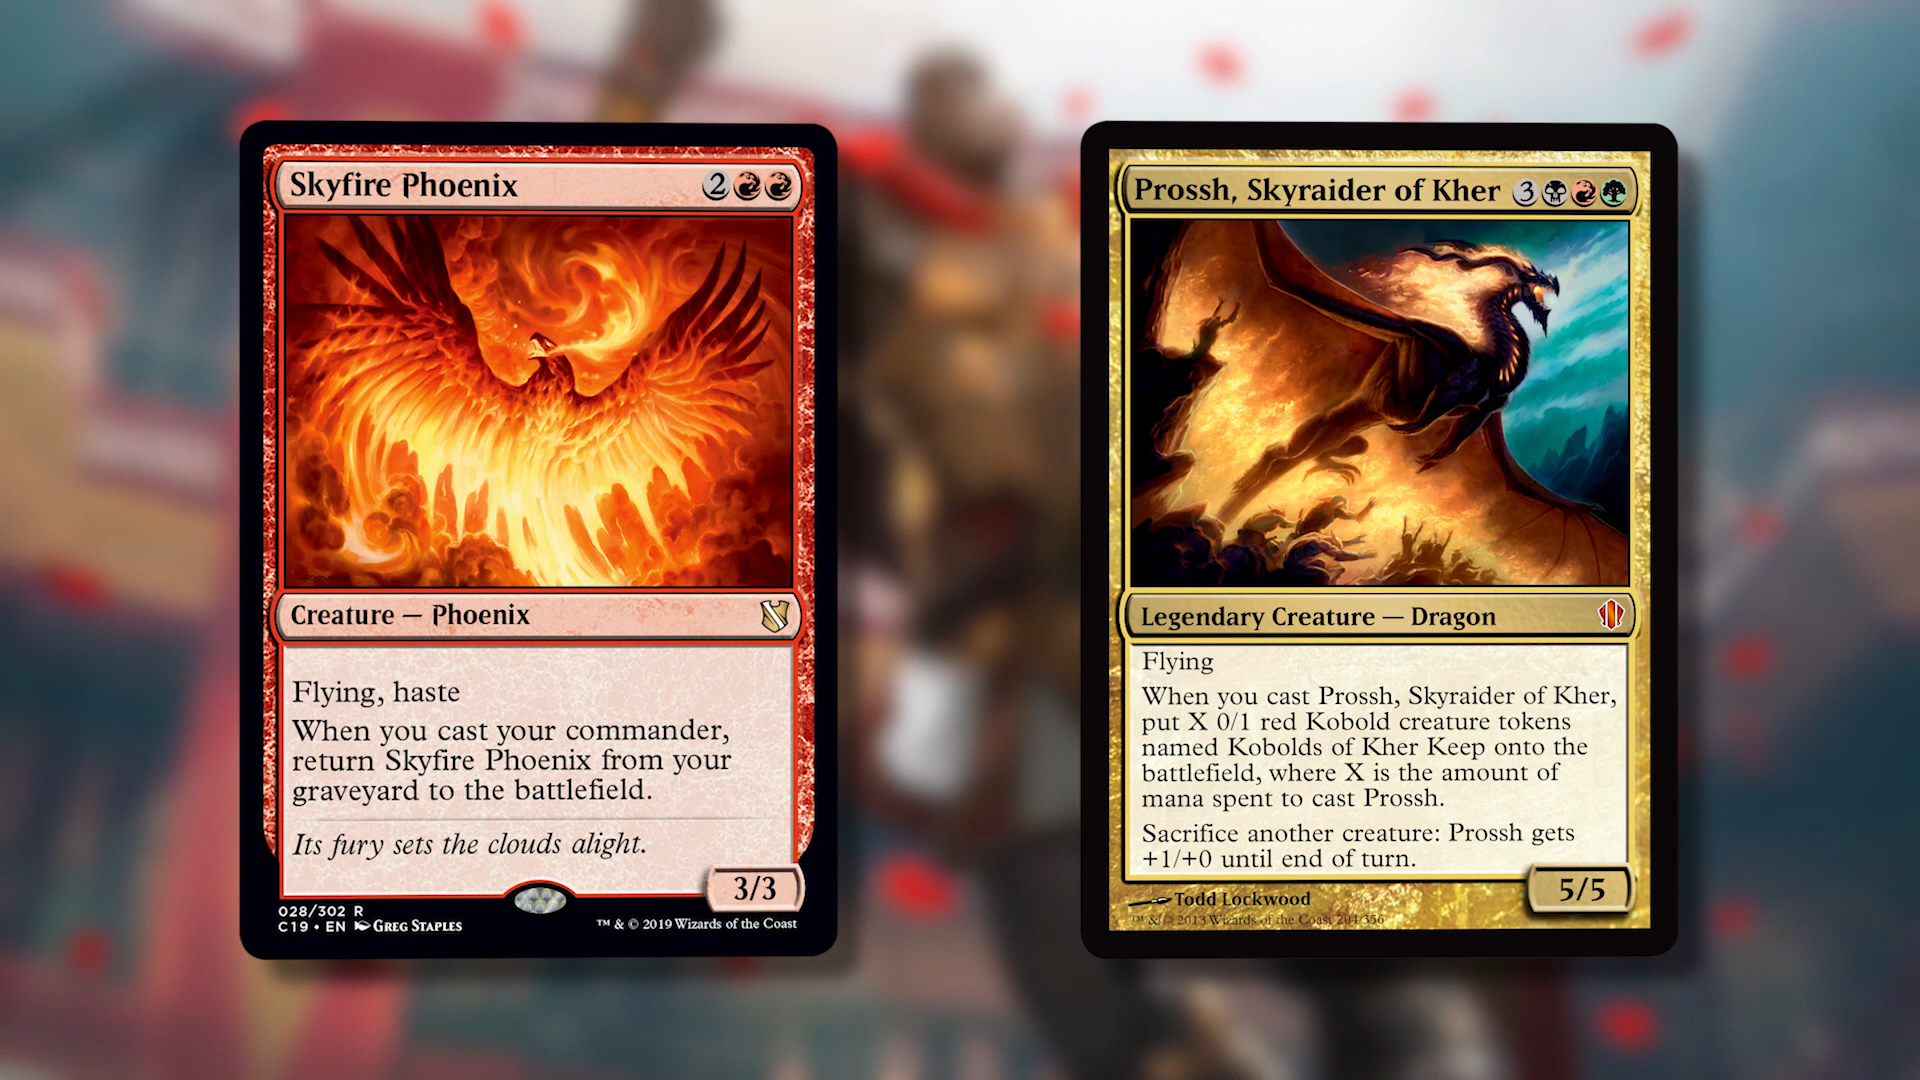 Skyfire Phoenix 2
Creature — Phoenix
Flying, haste
When you cast your commander,
return Skyfire Phoenix from your
graveyard to the battlefield.
Its fury sets the clouds alight.
3/3
028/302 R
C19 • EN GREG STAPLES
™ & © 2019 Wizards of the Coast
Prossh, Skyraider of Kher 3
Legendary Creature — Dragon
Flying
When you cast Prossh, Skyraider of Kher,
put X 0/1 red Kobold creature tokens
named Kobolds of Kher Keep onto the
battlefield, where X is the amount of
mana spent to cast Prossh.
Sacrifice another creature: Prossh gets
+1/+0 until end of turn.
5/5
Todd Lockwood
™ & © 2013 Wizards of the Coast 204/356